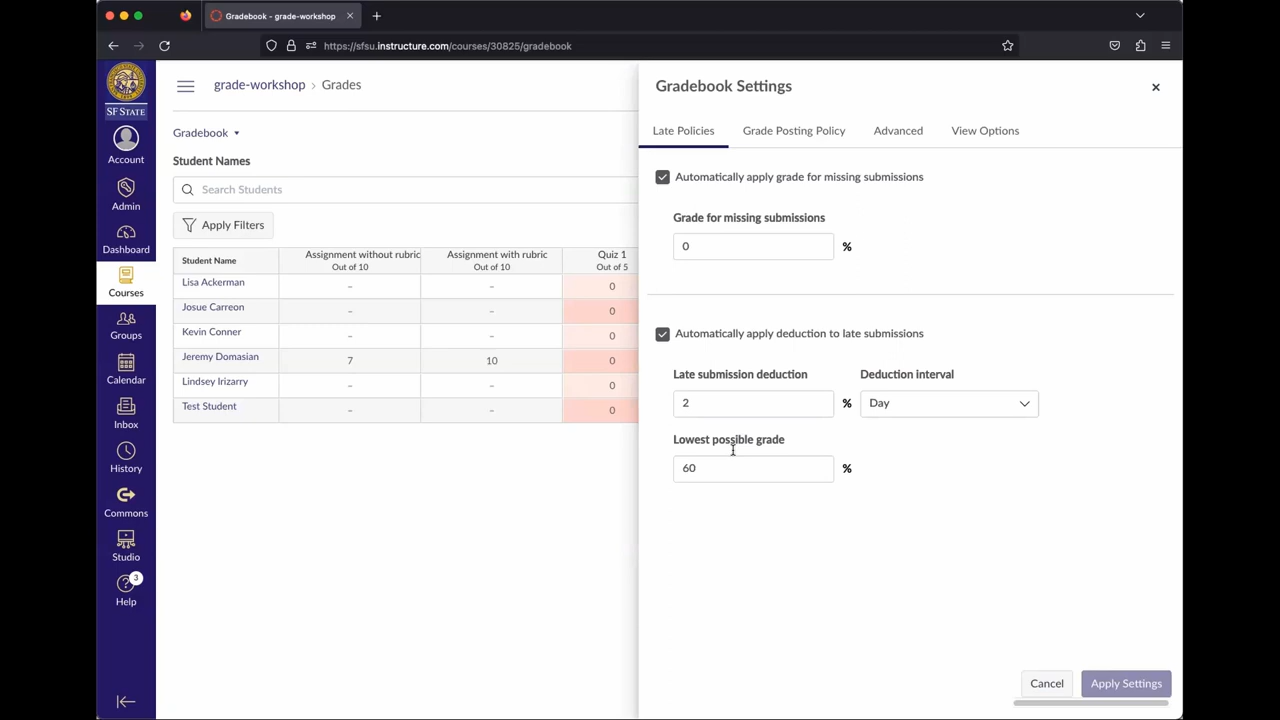 Gradebook - grade-workshop
https://sfsu.instructure.com/courses/30825/gradebook
SF STATE
Account
Admin
Dashboard
Courses
Groups
Calendar
Inbox
History
Commons
Studio
3
Help
grade-workshop › Grades
Gradebook
Student Names
Search Students
Apply Filters
Student Name
Assignment without rubric
Out of 10
Assignment with rubric
Out of 10
Quiz 1
Out of 5
Lisa Ackerman – – 0
Josue Carreon – – 0
Kevin Conner – – 0
Jeremy Domasian 7 10 0
Lindsey Irizarry – – 0
Test Student – – 0
Gradebook Settings
Late Policies Grade Posting Policy Advanced View Options
Automatically apply grade for missing submissions
Grade for missing submissions
0 %
Automatically apply deduction to late submissions
Late submission deduction Deduction interval
2 % Day
Lowest possible grade
60 %
Cancel Apply Settings